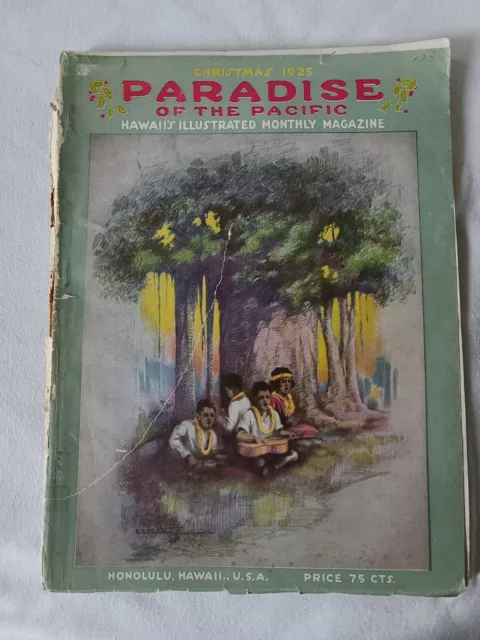 CHRISTMAS 1925
PARADISE
OF THE PACIFIC
HAWAII'S ILLUSTRATED MONTHLY MAGAZINE
HONOLULU, HAWAII., U.S.A. PRICE 75 CTS.